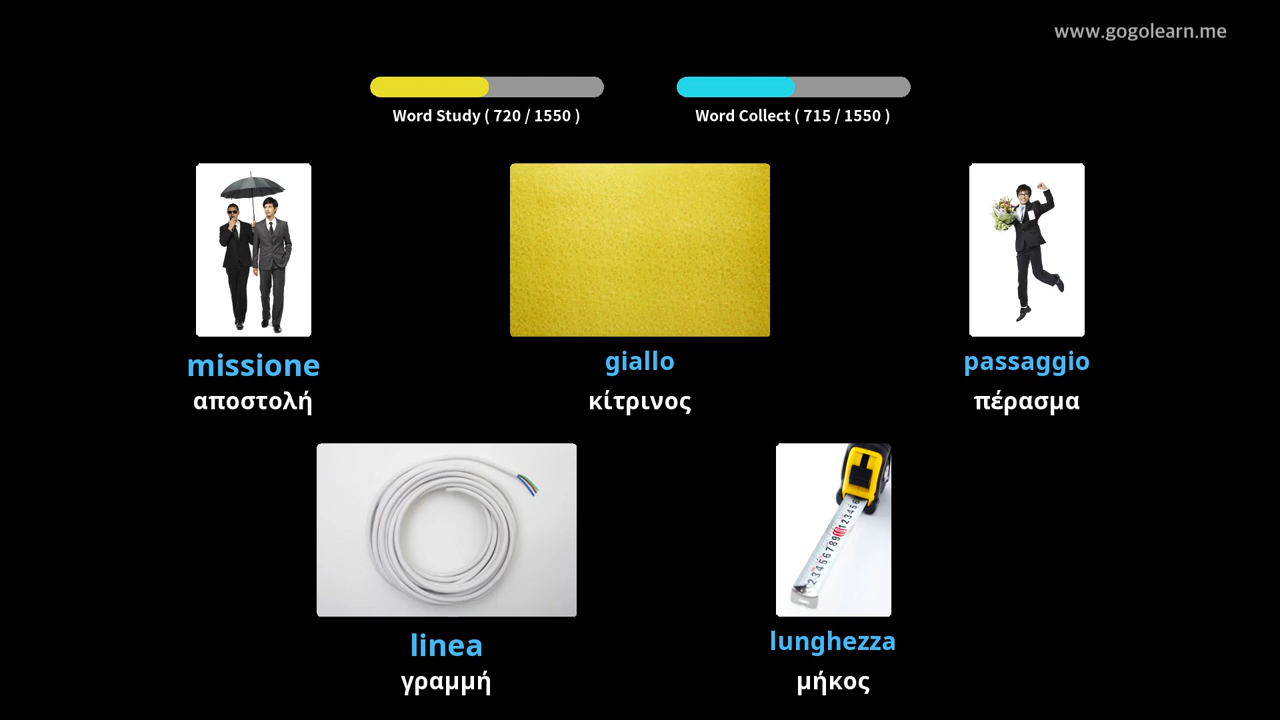 www.gogolearn.me
Word Study ( 720 / 1550 )
Word Collect ( 715 / 1550 )
missione
αποστολή
giallo
κίτρινος
passaggio
πέρασμα
linea
γραμμή
lunghezza
μήκος